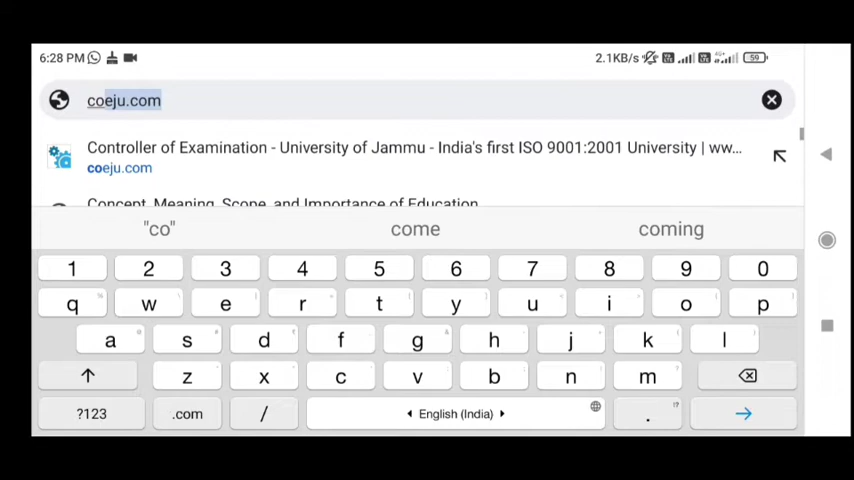 6:28 PM 2.1KB/s 4G+ 59
coeju.com
Controller of Examination - University of Jammu - India's first ISO 9001:2001 University | ww...
coeju.com
Concept, Meaning, Scope, and Importance of Education
"co" come coming
1 2 3 4 5 6 7 8 9 0
q w e r t y u i o p
a s d f g h j k l
z x c v b n m
?123 .com / English (India) .